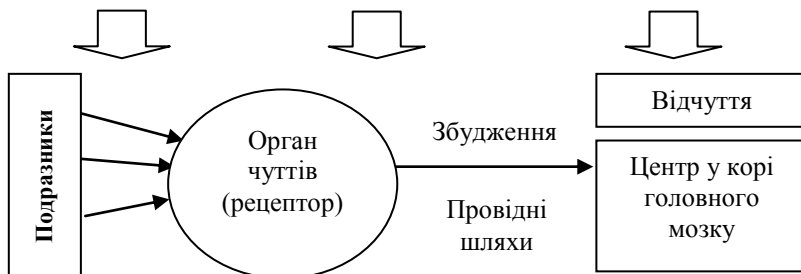 Подразники
Орган
чуттів
(рецептор)
Збудження
Провідні
шляхи
Відчуття
Центр у корі
головного
мозку